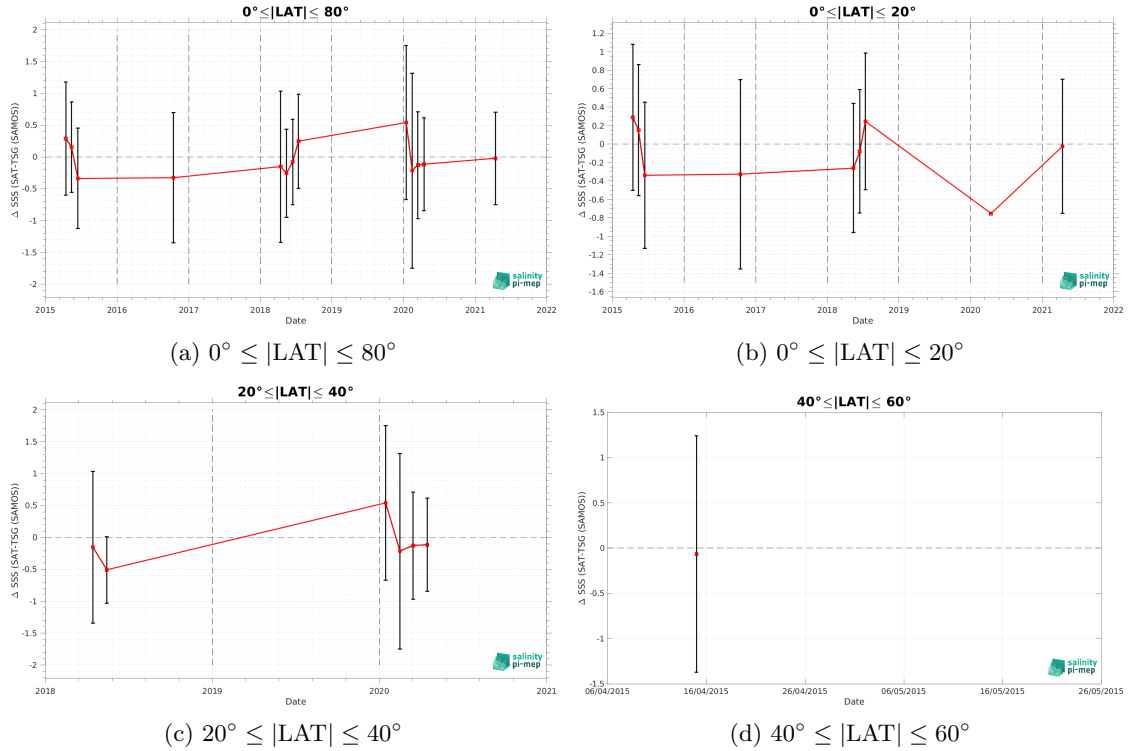 0°≤|LAT|≤ 80°
Δ SSS (SAT-TSG (SAMOS))
2
1.5
1
0.5
0
-0.5
-1
-1.5
-2
2015
2016
2017
2018
2019
2020
2021
2022
Date
salinity
pi-mep
(a) 0° ≤ |LAT| ≤ 80°
0°≤|LAT|≤ 20°
Δ SSS (SAT-TSG (SAMOS))
1.2
1
0.8
0.6
0.4
0.2
0
-0.2
-0.4
-0.6
-0.8
-1
-1.2
-1.4
-1.6
2015
2016
2017
2018
2019
2020
2021
2022
Date
salinity
pi-mep
(b) 0° ≤ |LAT| ≤ 20°
20°≤|LAT|≤ 40°
Δ SSS (SAT-TSG (SAMOS))
2
1.5
1
0.5
0
-0.5
-1
-1.5
-2
2018
2019
2020
2021
Date
salinity
pi-mep
(c) 20° ≤ |LAT| ≤ 40°
40°≤|LAT|≤ 60°
Δ SSS (SAT-TSG (SAMOS))
1.5
1
0.5
0
-0.5
-1
-1.5
06/04/2015
16/04/2015
26/04/2015
06/05/2015
16/05/2015
26/05/2015
Date
salinity
pi-mep
(d) 40° ≤ |LAT| ≤ 60°